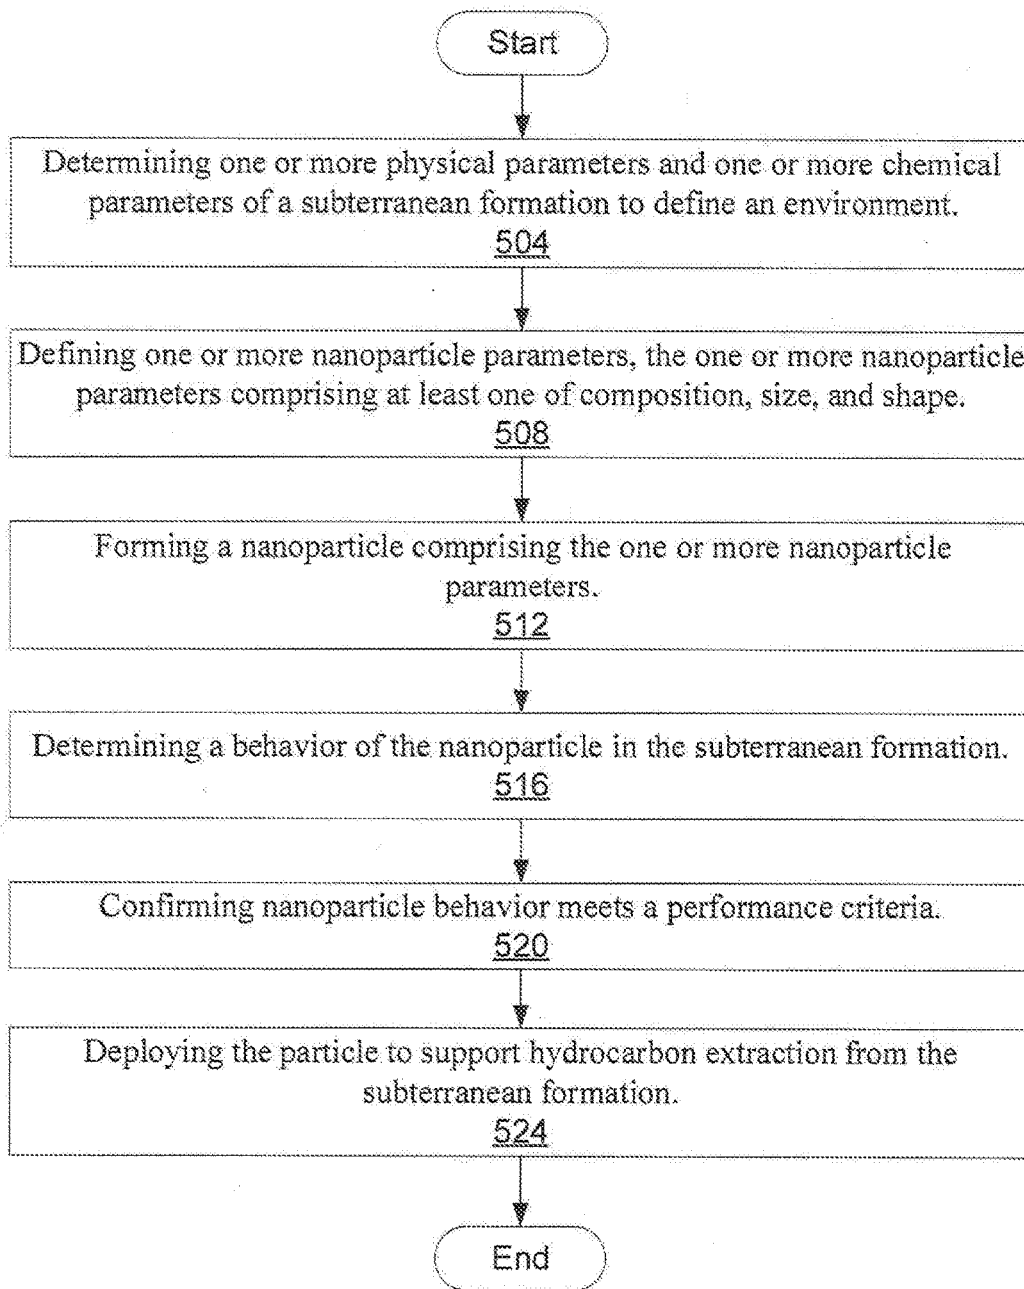 Start
Determining one or more physical parameters and one or more chemical
parameters of a subterranean formation to define an environment.
504
Defining one or more nanoparticle parameters, the one or more nanoparticle
parameters comprising at least one of composition, size, and shape.
508
Forming a nanoparticle comprising the one or more nanoparticle
parameters.
512
Determining a behavior of the nanoparticle in the subterranean formation.
516
Confirming nanoparticle behavior meets a performance criteria.
520
Deploying the particle to support hydrocarbon extraction from the
subterranean formation.
524
End